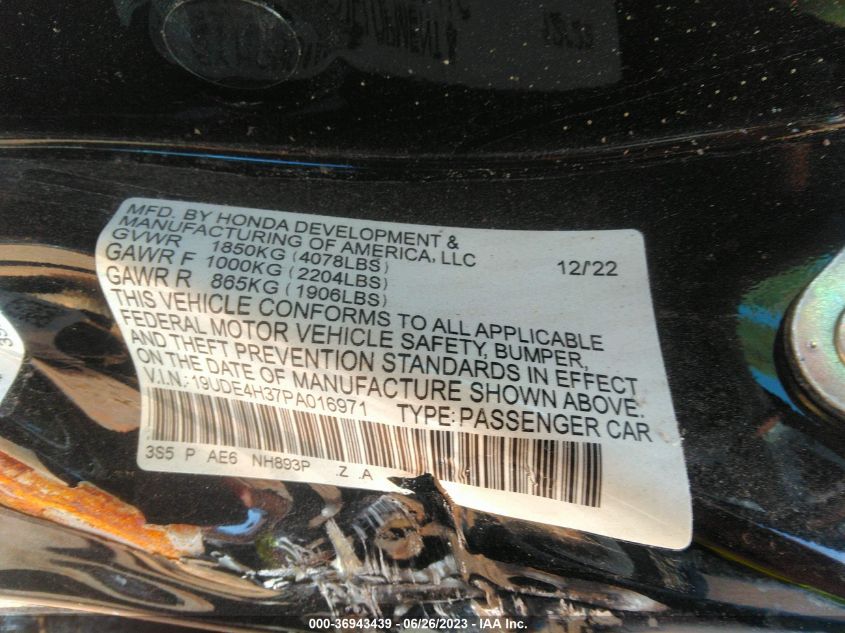 MFD. BY HONDA DEVELOPMENT &
MANUFACTURING OF AMERICA, LLC
GVWR 1850KG (4078LBS) 12/22
GAWR F 1000KG (2204LBS)
GAWR R 865KG (1906LBS)
THIS VEHICLE CONFORMS TO ALL APPLICABLE
FEDERAL MOTOR VEHICLE SAFETY, BUMPER,
AND THEFT PREVENTION STANDARDS IN EFFECT
ON THE DATE OF MANUFACTURE SHOWN ABOVE.
V.I.N.: 19UDE4H37PA016971 TYPE: PASSENGER CAR
3S5 P AE6 NH893P Z A
000-36943439 - 06/26/2023 - IAA Inc.